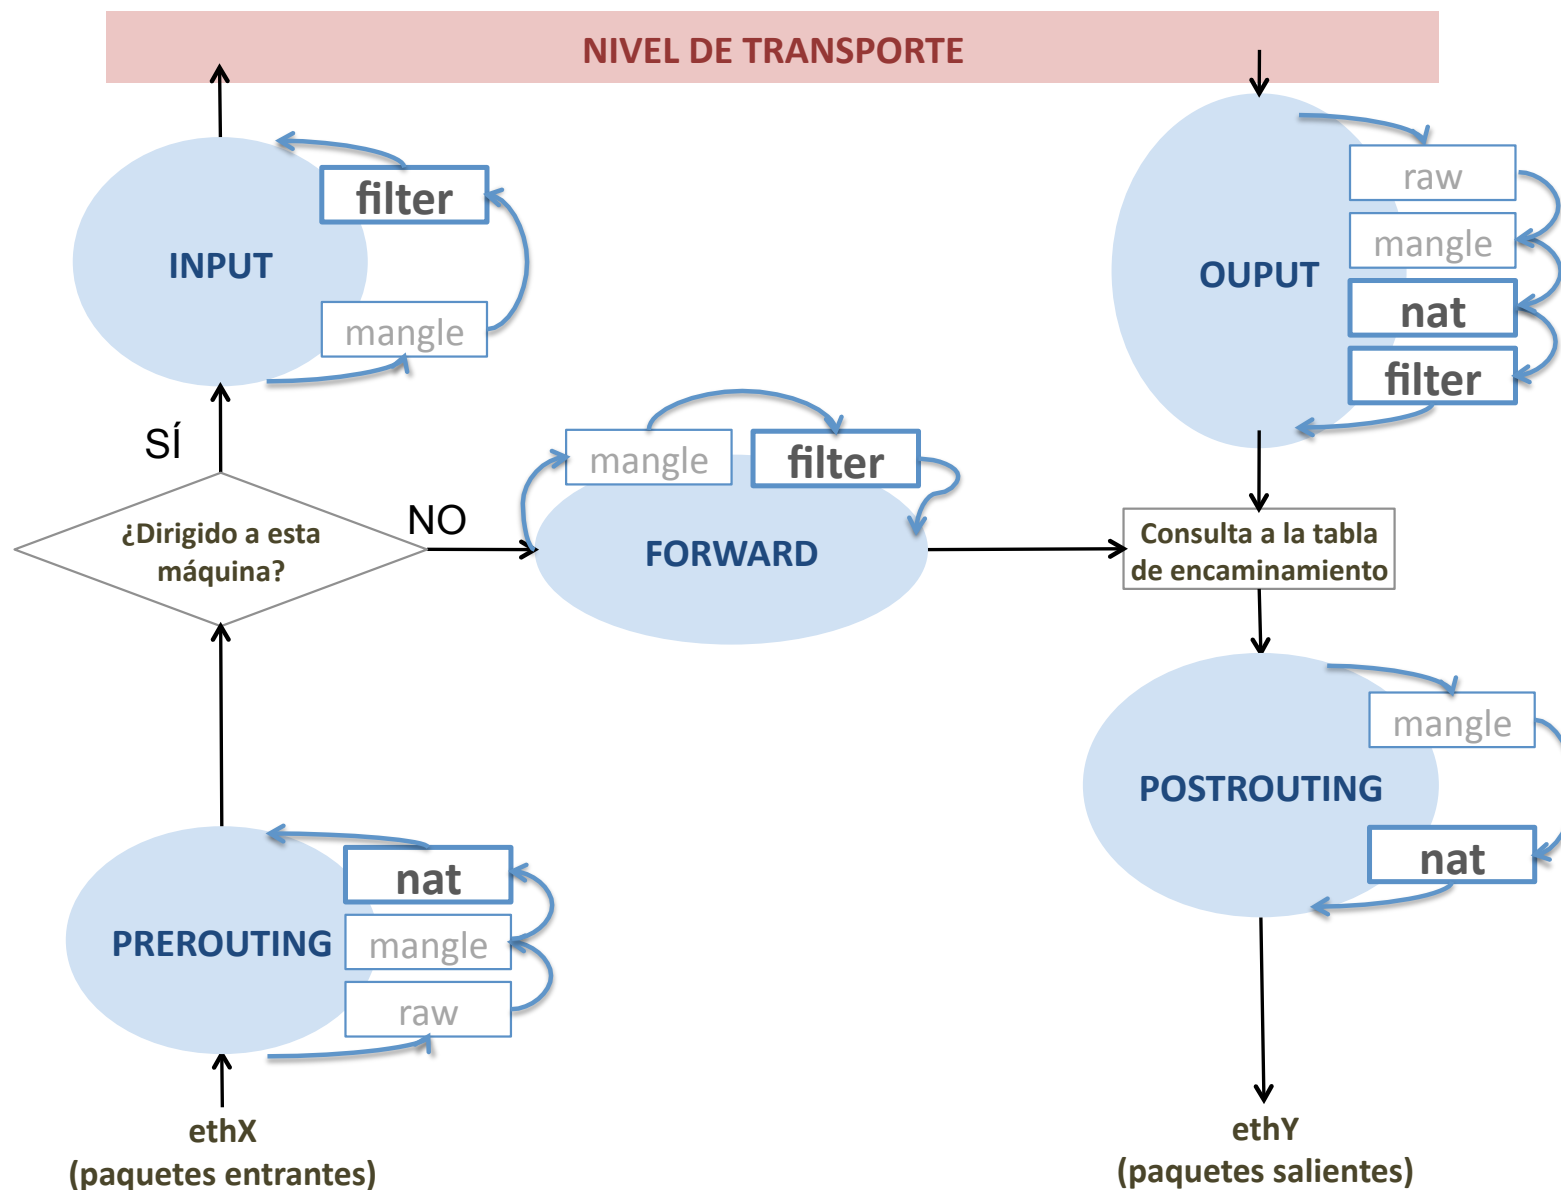 NIVEL DE TRANSPORTE
filter
INPUT
mangle
raw
mangle
OUPUT
nat
filter
SÍ
¿Dirigido a esta
máquina?
NO
mangle
filter
FORWARD
Consulta a la tabla
de encaminamiento
mangle
POSTROUTING
nat
nat
PREROUTING
mangle
raw
ethX
(paquetes entrantes)
ethY
(paquetes salientes)